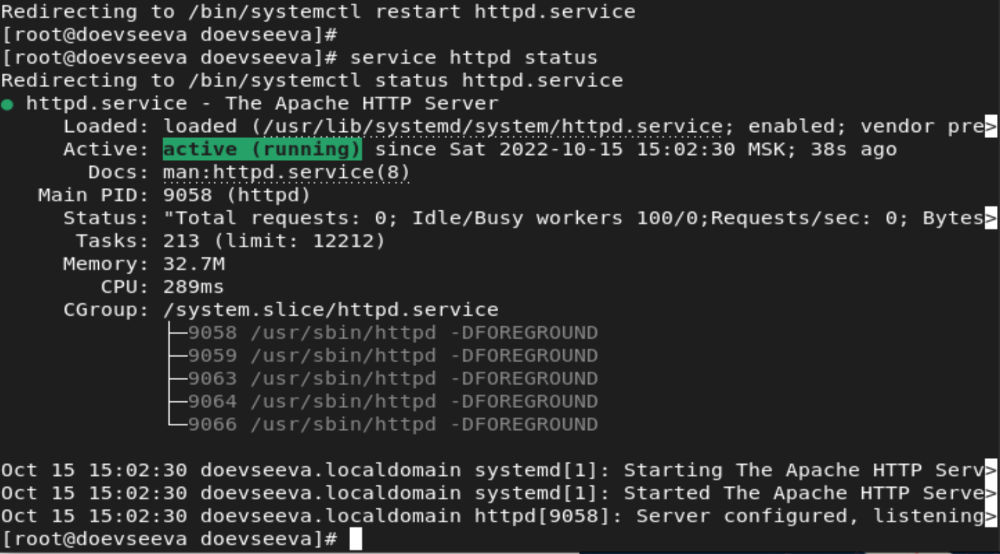 Redirecting to /bin/systemctl restart httpd.service
[root@doevseeva doevseeva]#
[root@doevseeva doevseeva]# service httpd status
Redirecting to /bin/systemctl status httpd.service
● httpd.service - The Apache HTTP Server
     Loaded: loaded (/usr/lib/systemd/system/httpd.service; enabled; vendor pre>
     Active: active (running) since Sat 2022-10-15 15:02:30 MSK; 38s ago
       Docs: man:httpd.service(8)
   Main PID: 9058 (httpd)
     Status: "Total requests: 0; Idle/Busy workers 100/0;Requests/sec: 0; Bytes>
      Tasks: 213 (limit: 12212)
     Memory: 32.7M
        CPU: 289ms
     CGroup: /system.slice/httpd.service
             ├─9058 /usr/sbin/httpd -DFOREGROUND
             ├─9059 /usr/sbin/httpd -DFOREGROUND
             ├─9063 /usr/sbin/httpd -DFOREGROUND
             ├─9064 /usr/sbin/httpd -DFOREGROUND
             └─9066 /usr/sbin/httpd -DFOREGROUND
Oct 15 15:02:30 doevseeva.localdomain systemd[1]: Starting The Apache HTTP Serv>
Oct 15 15:02:30 doevseeva.localdomain systemd[1]: Started The Apache HTTP Serve>
Oct 15 15:02:30 doevseeva.localdomain httpd[9058]: Server configured, listening>
[root@doevseeva doevseeva]#